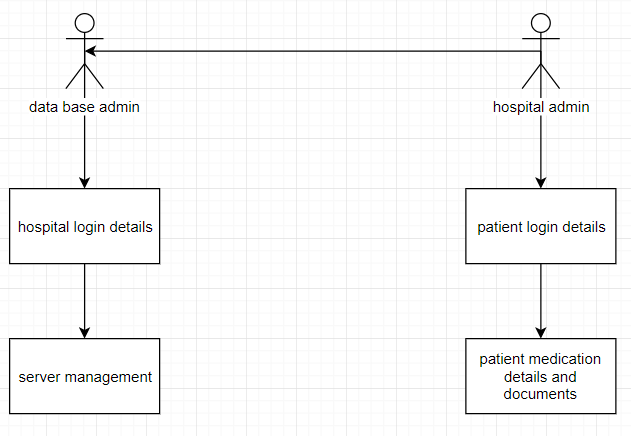 data base admin
hospital admin
hospital login details
patient login details
server management
patient medication
details and
documents